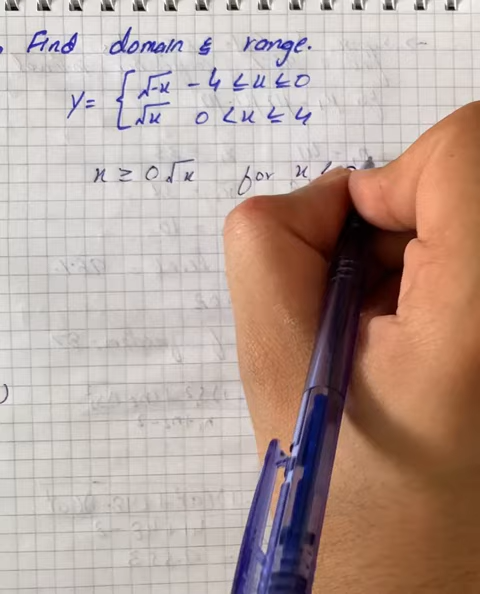 Find domain & range.
y = { √-x -4 ≤ x ≤ 0
√x 0 < x ≤ 4
x ≥ 0 √x for x